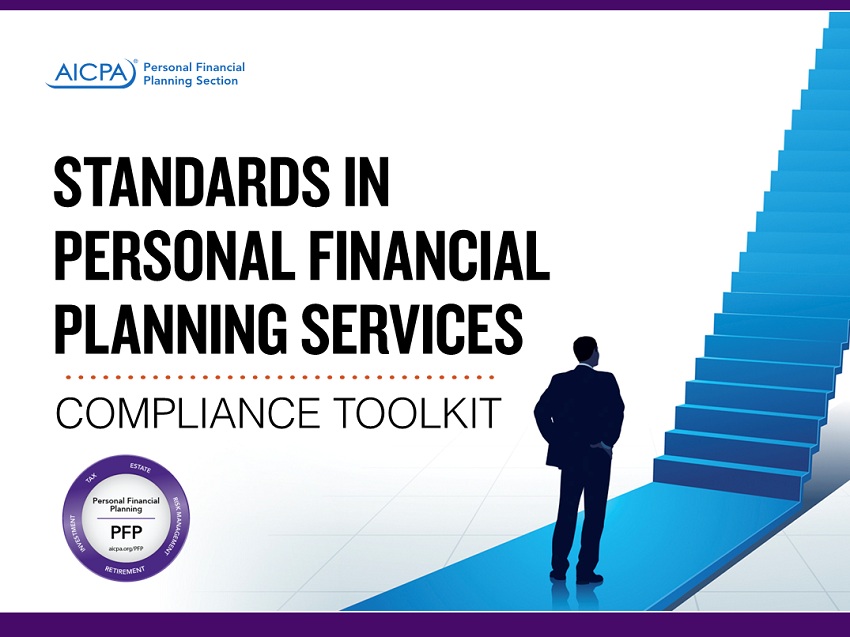 AICPA®
Personal Financial
Planning Section
STANDARDS IN
PERSONAL FINANCIAL
PLANNING SERVICES
COMPLIANCE TOOLKIT
TAX
ESTATE
RISK MANAGEMENT
RETIREMENT
INVESTMENT
Personal Financial
Planning
PFP
aicpa.org/PFP